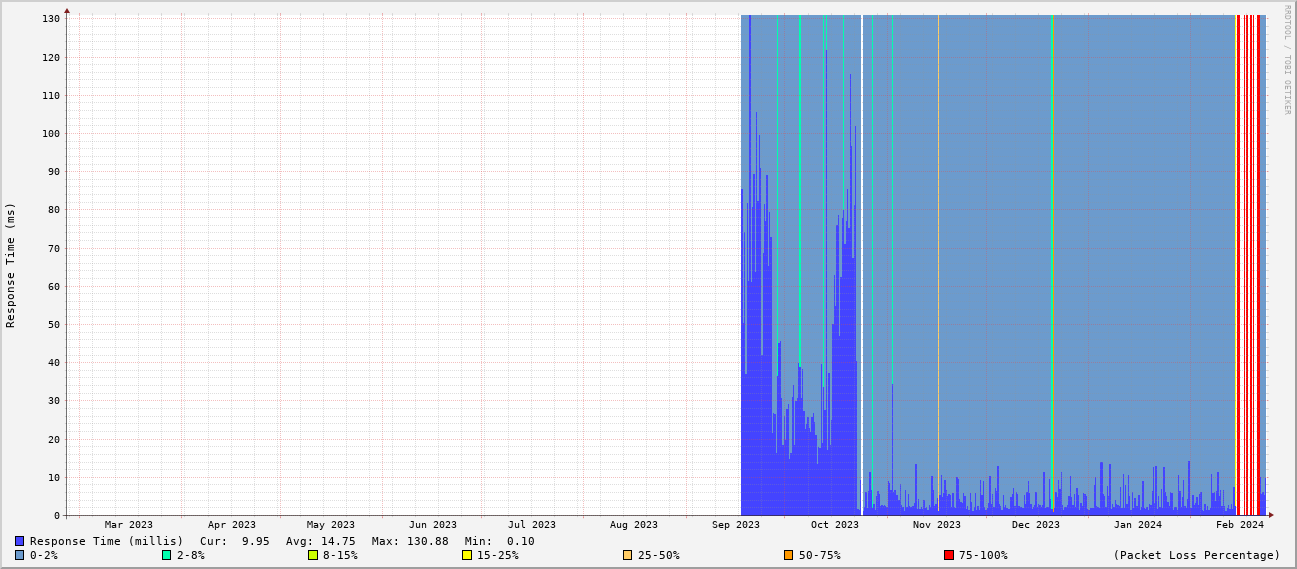 130
120
110
100
90
80
70
60
50
40
30
20
10
0
Response Time (ms)
RRDTOOL / TOBI OETIKER
Mar 2023 Apr 2023 May 2023 Jun 2023 Jul 2023 Aug 2023 Sep 2023 Oct 2023 Nov 2023 Dec 2023 Jan 2024 Feb 2024
Response Time (millis) Cur: 9.95 Avg: 14.75 Max: 130.88 Min: 0.10
0-2% 2-8% 8-15% 15-25% 25-50% 50-75% 75-100% (Packet Loss Percentage)